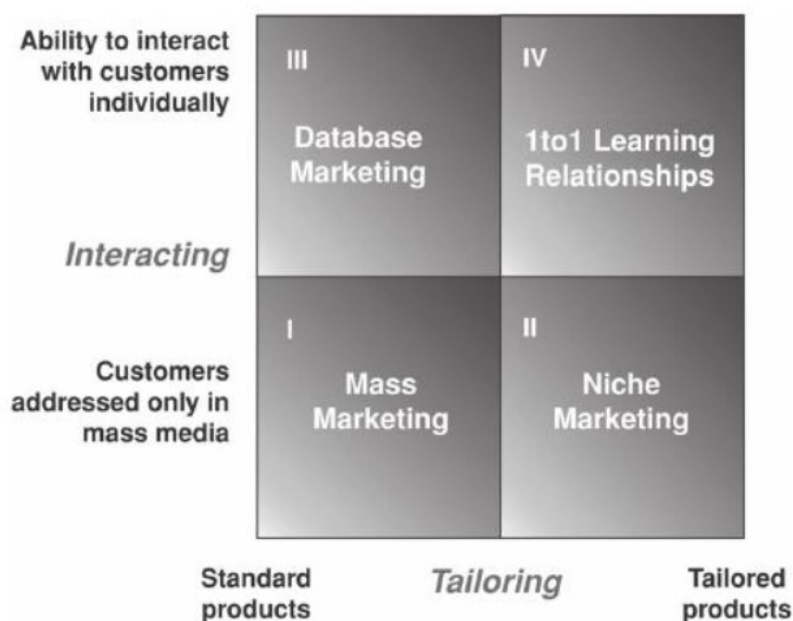 Ability to interact
with customers
individually
III
Database
Marketing
IV
1to1 Learning
Relationships
Interacting
Customers
addressed only in
mass media
I
Mass
Marketing
II
Niche
Marketing
Standard
products
Tailoring
Tailored
products